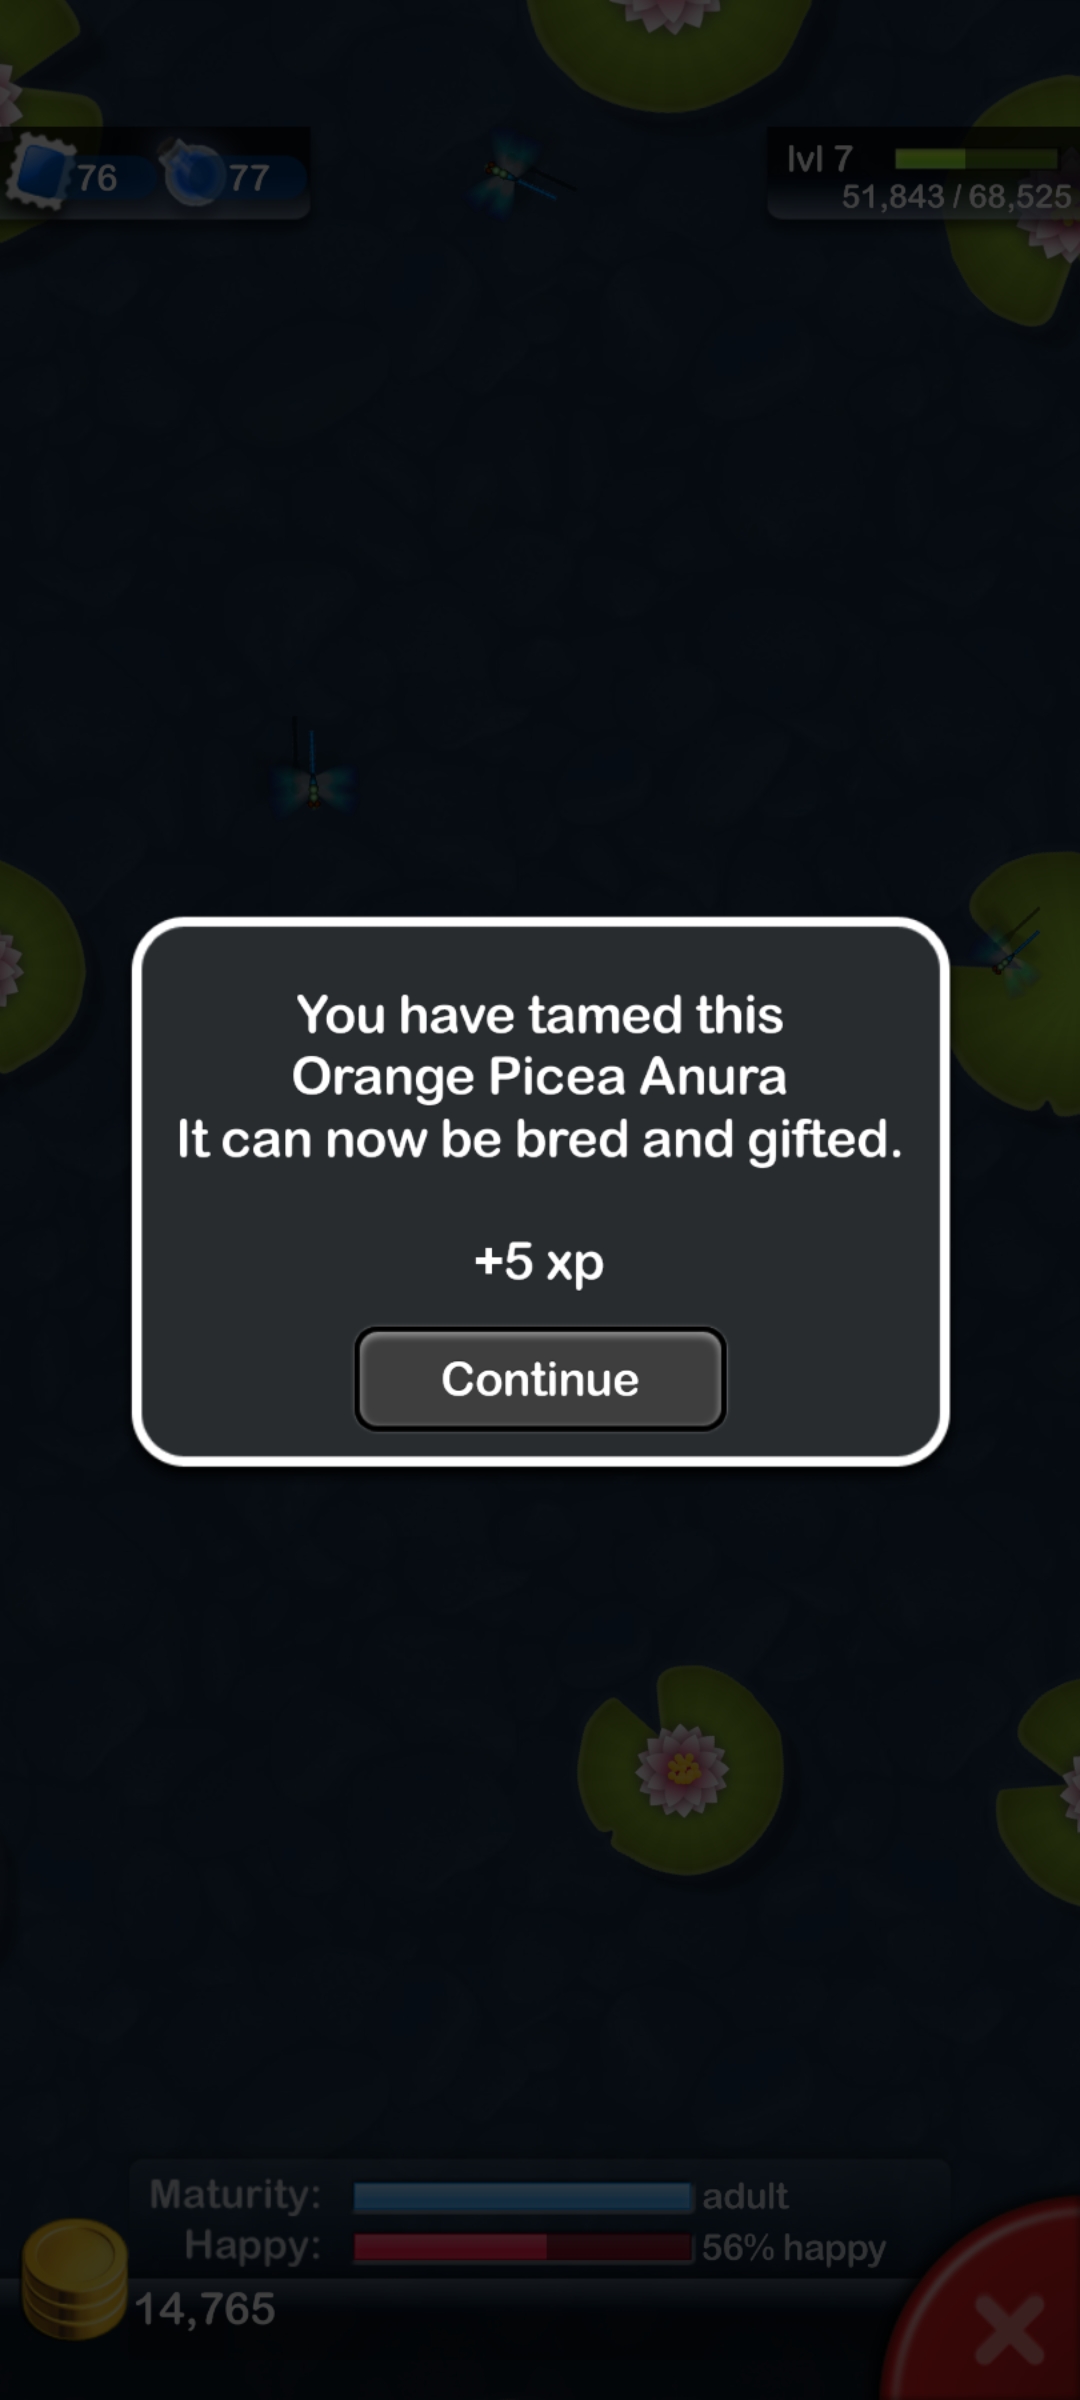 76
77
lvl 7
51,843 / 68,525
You have tamed this
Orange Picea Anura
It can now be bred and gifted.
+5 xp
Continue
Maturity: adult
Happy: 56% happy
14,765